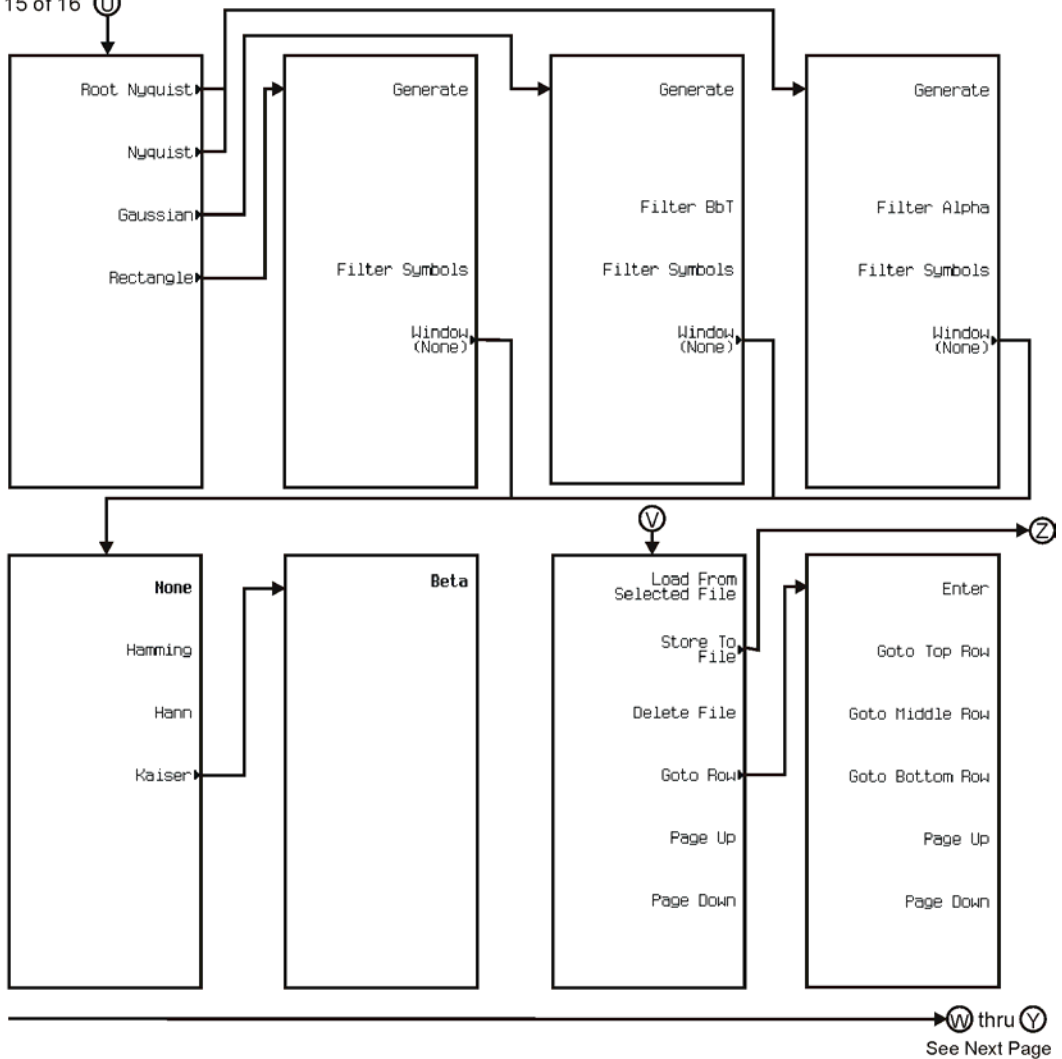 15 of 16 U
Root Nyquist
Nyquist
Gaussian
Rectangle
Generate
Filter Symbols
Window
(None)
Generate
Filter BbT
Filter Symbols
Window
(None)
Generate
Filter Alpha
Filter Symbols
Window
(None)
None
Hamming
Hann
Kaiser
Beta
V
Load From
Selected File
Store To
File
Delete File
Goto Row
Page Up
Page Down
Z
Enter
Goto Top Row
Goto Middle Row
Goto Bottom Row
Page Up
Page Down
W thru Y
See Next Page